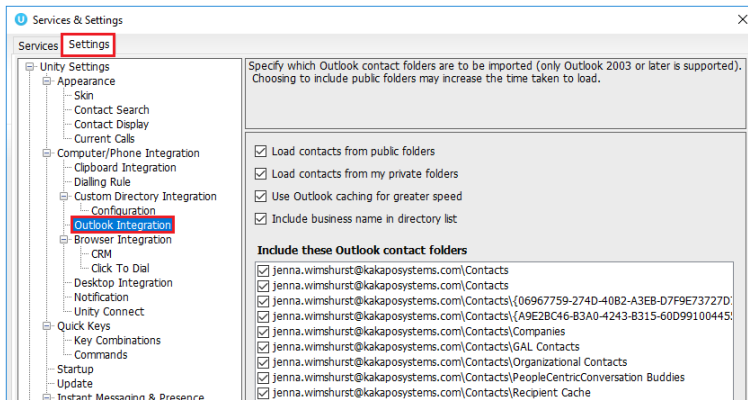 Services & Settings
Services
Settings
Unity Settings
Appearance
Skin
Contact Search
Contact Display
Current Calls
Computer/Phone Integration
Clipboard Integration
Dialling Rule
Custom Directory Integration
Configuration
Outlook Integration
Browser Integration
CRM
Click To Dial
Desktop Integration
Notification
Unity Connect
Quick Keys
Key Combinations
Commands
Startup
Update
Instant Messaging & Presence
Specify which Outlook contact folders are to be imported (only Outlook 2003 or later is supported).
Choosing to include public folders may increase the time taken to load.
Load contacts from public folders
Load contacts from my private folders
Use Outlook caching for greater speed
Include business name in directory list
Include these Outlook contact folders
jenna.wimshurst@kakaposystems.com\Contacts
jenna.wimshurst@kakaposystems.com\Contacts
jenna.wimshurst@kakaposystems.com\Contacts\{06967759-274D-40B2-A3EB-D7F9E73727D
jenna.wimshurst@kakaposystems.com\Contacts\{A9E2BC46-B3A0-4243-B315-60D99100445
jenna.wimshurst@kakaposystems.com\Contacts\Companies
jenna.wimshurst@kakaposystems.com\Contacts\GAL Contacts
jenna.wimshurst@kakaposystems.com\Contacts\Organizational Contacts
jenna.wimshurst@kakaposystems.com\Contacts\PeopleCentricConversation Buddies
jenna.wimshurst@kakaposystems.com\Contacts\Recipient Cache